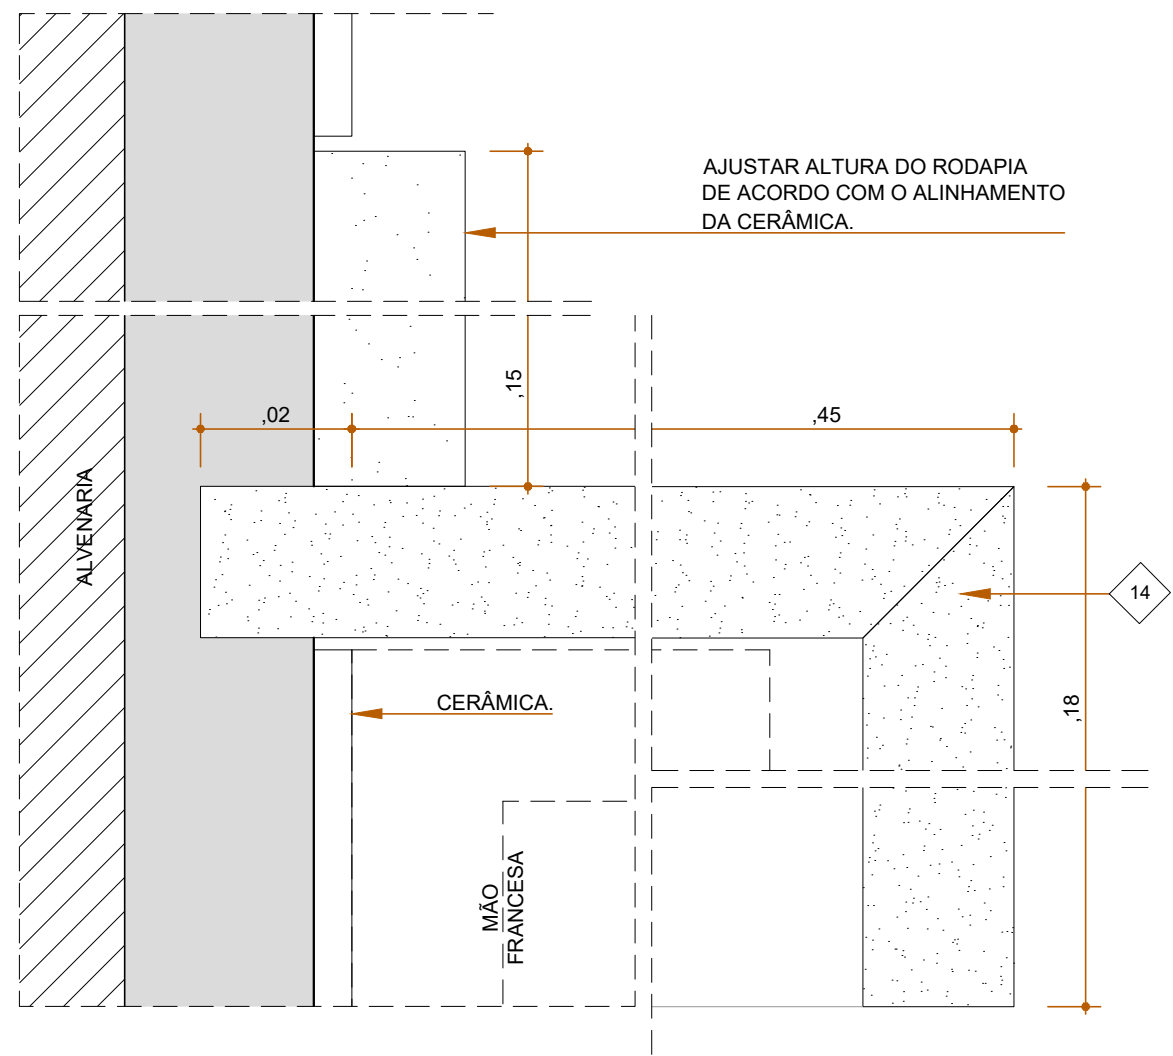 AJUSTAR ALTURA DO RODAPIA
DE ACORDO COM O ALINHAMENTO
DA CERÂMICA.
,15
,02
,45
ALVENARIA
14
CERÂMICA.
,18
MÃO
FRANCESA